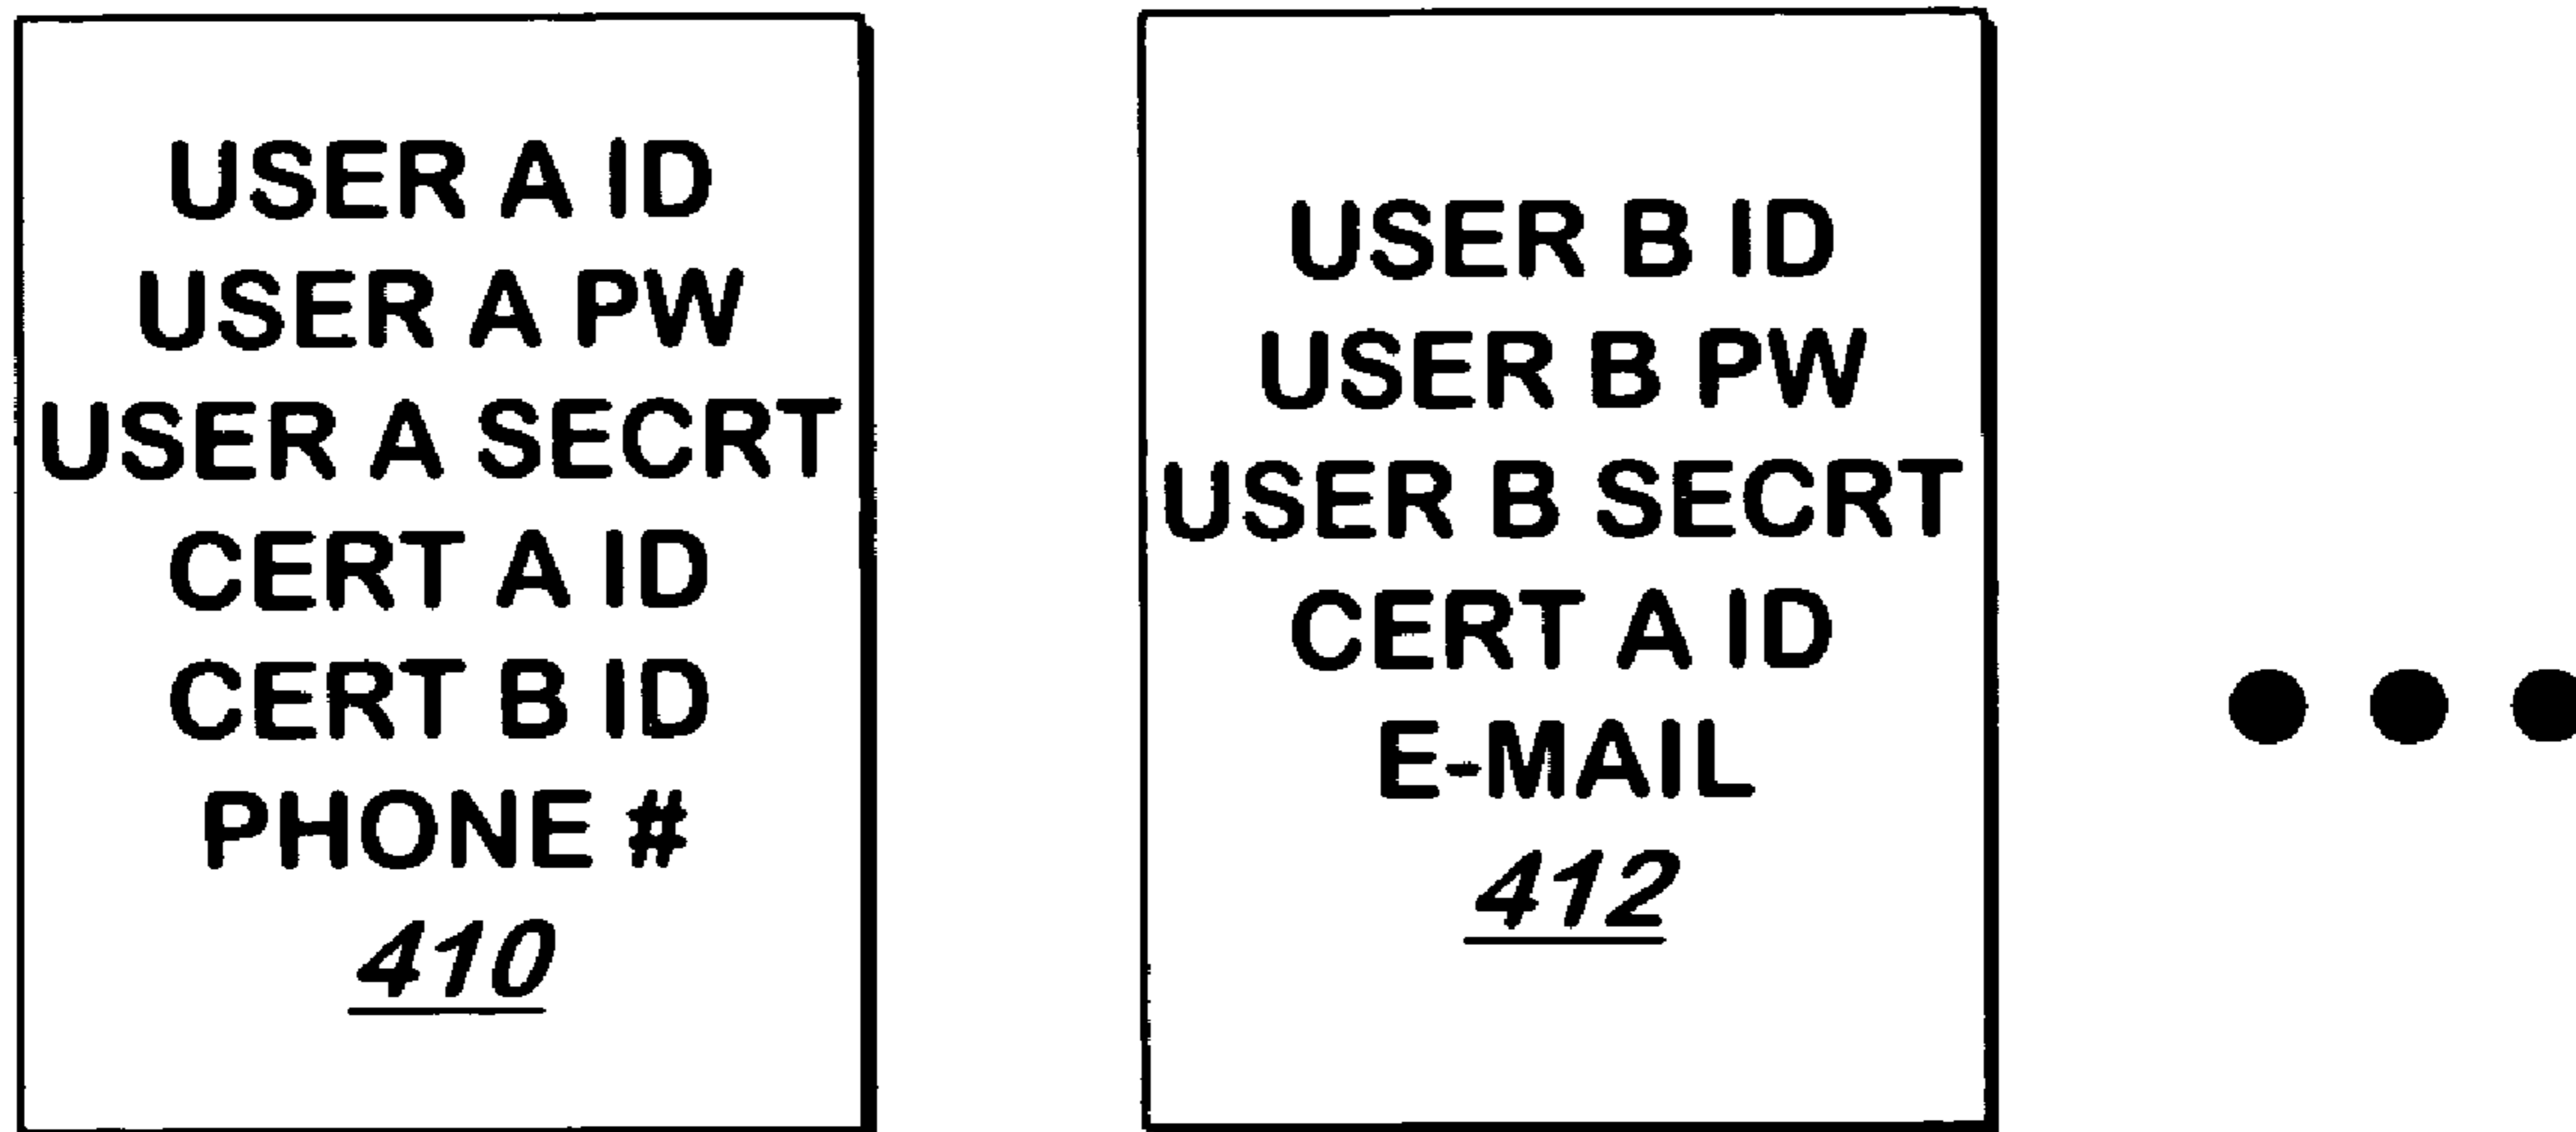 USER A ID
USER A PW
USER A SECRT
CERT A ID
CERT B ID
PHONE #
410
USER B ID
USER B PW
USER B SECRT
CERT A ID
E-MAIL
412